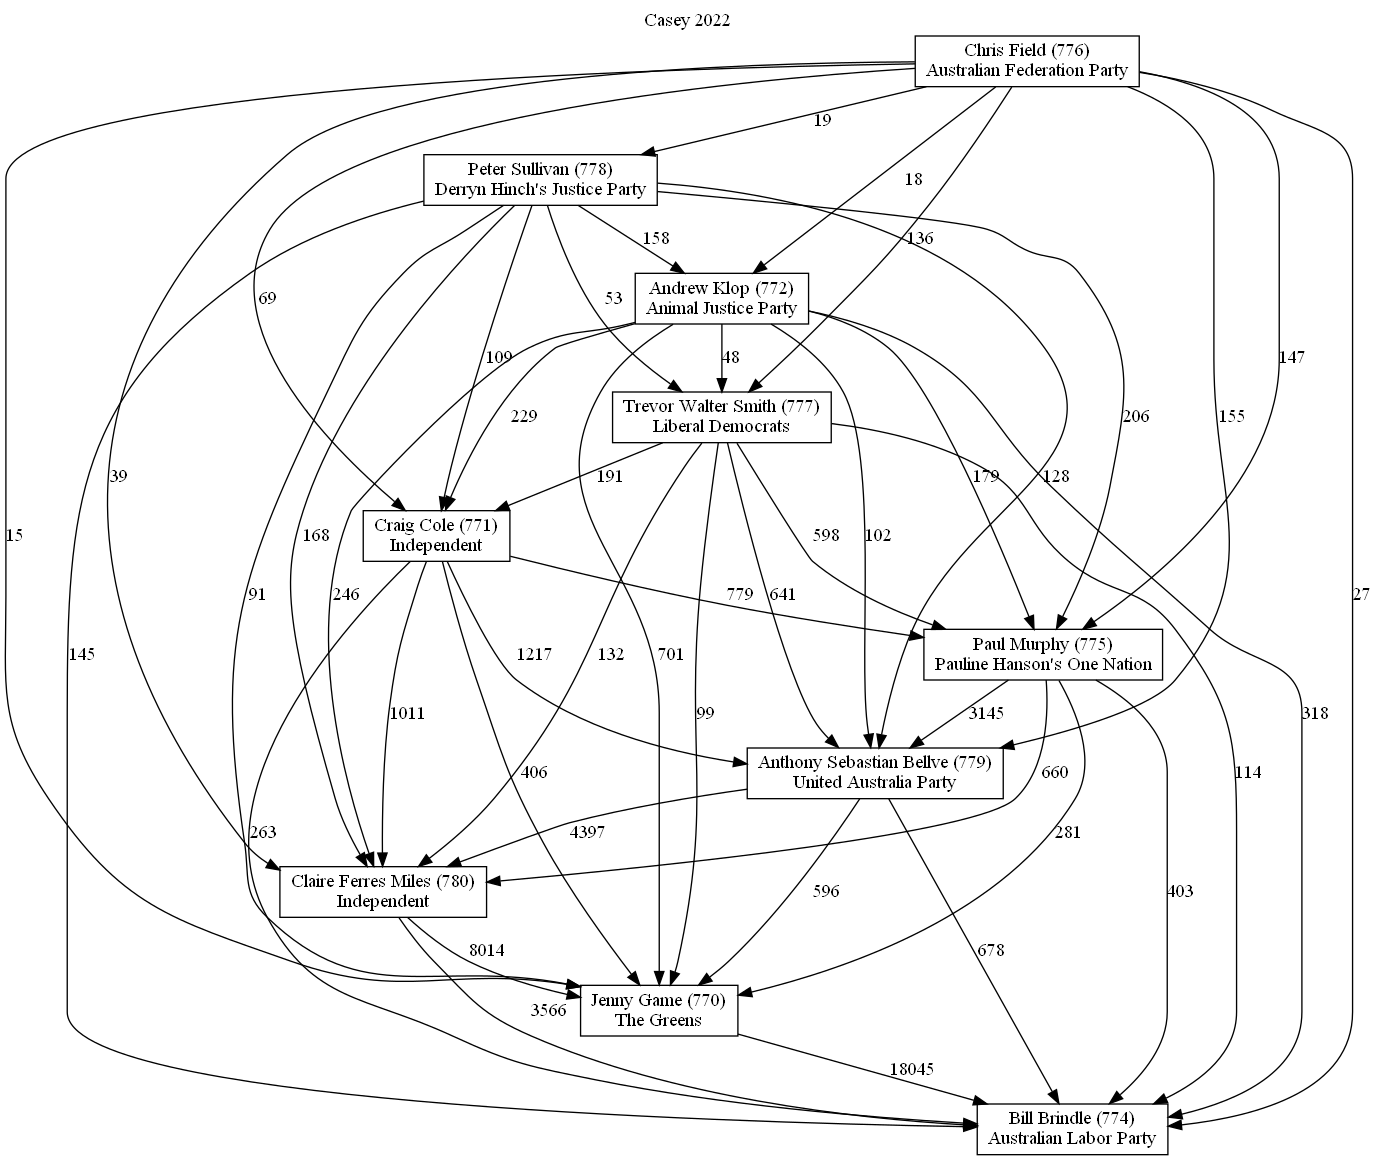 Casey 2022
Chris Field (776)
Australian Federation Party
19
Peter Sullivan (778)
Derryn Hinch's Justice Party
18
158
136
Andrew Klop (772)
Animal Justice Party
69
53
109
48
147
Trevor Walter Smith (777)
Liberal Democrats
229
206
155
39
191
179
128
Craig Cole (771)
Independent
15
168
598
102
91
246
779
641
27
145
1217
132
701
Paul Murphy (775)
Pauline Hanson's One Nation
1011
99
3145
318
Anthony Sebastian Bellve (779)
United Australia Party
406
660
114
263
4397
281
Claire Ferres Miles (780)
Independent
596
403
8014
678
Jenny Game (770)
The Greens
3566
18045
Bill Brindle (774)
Australian Labor Party